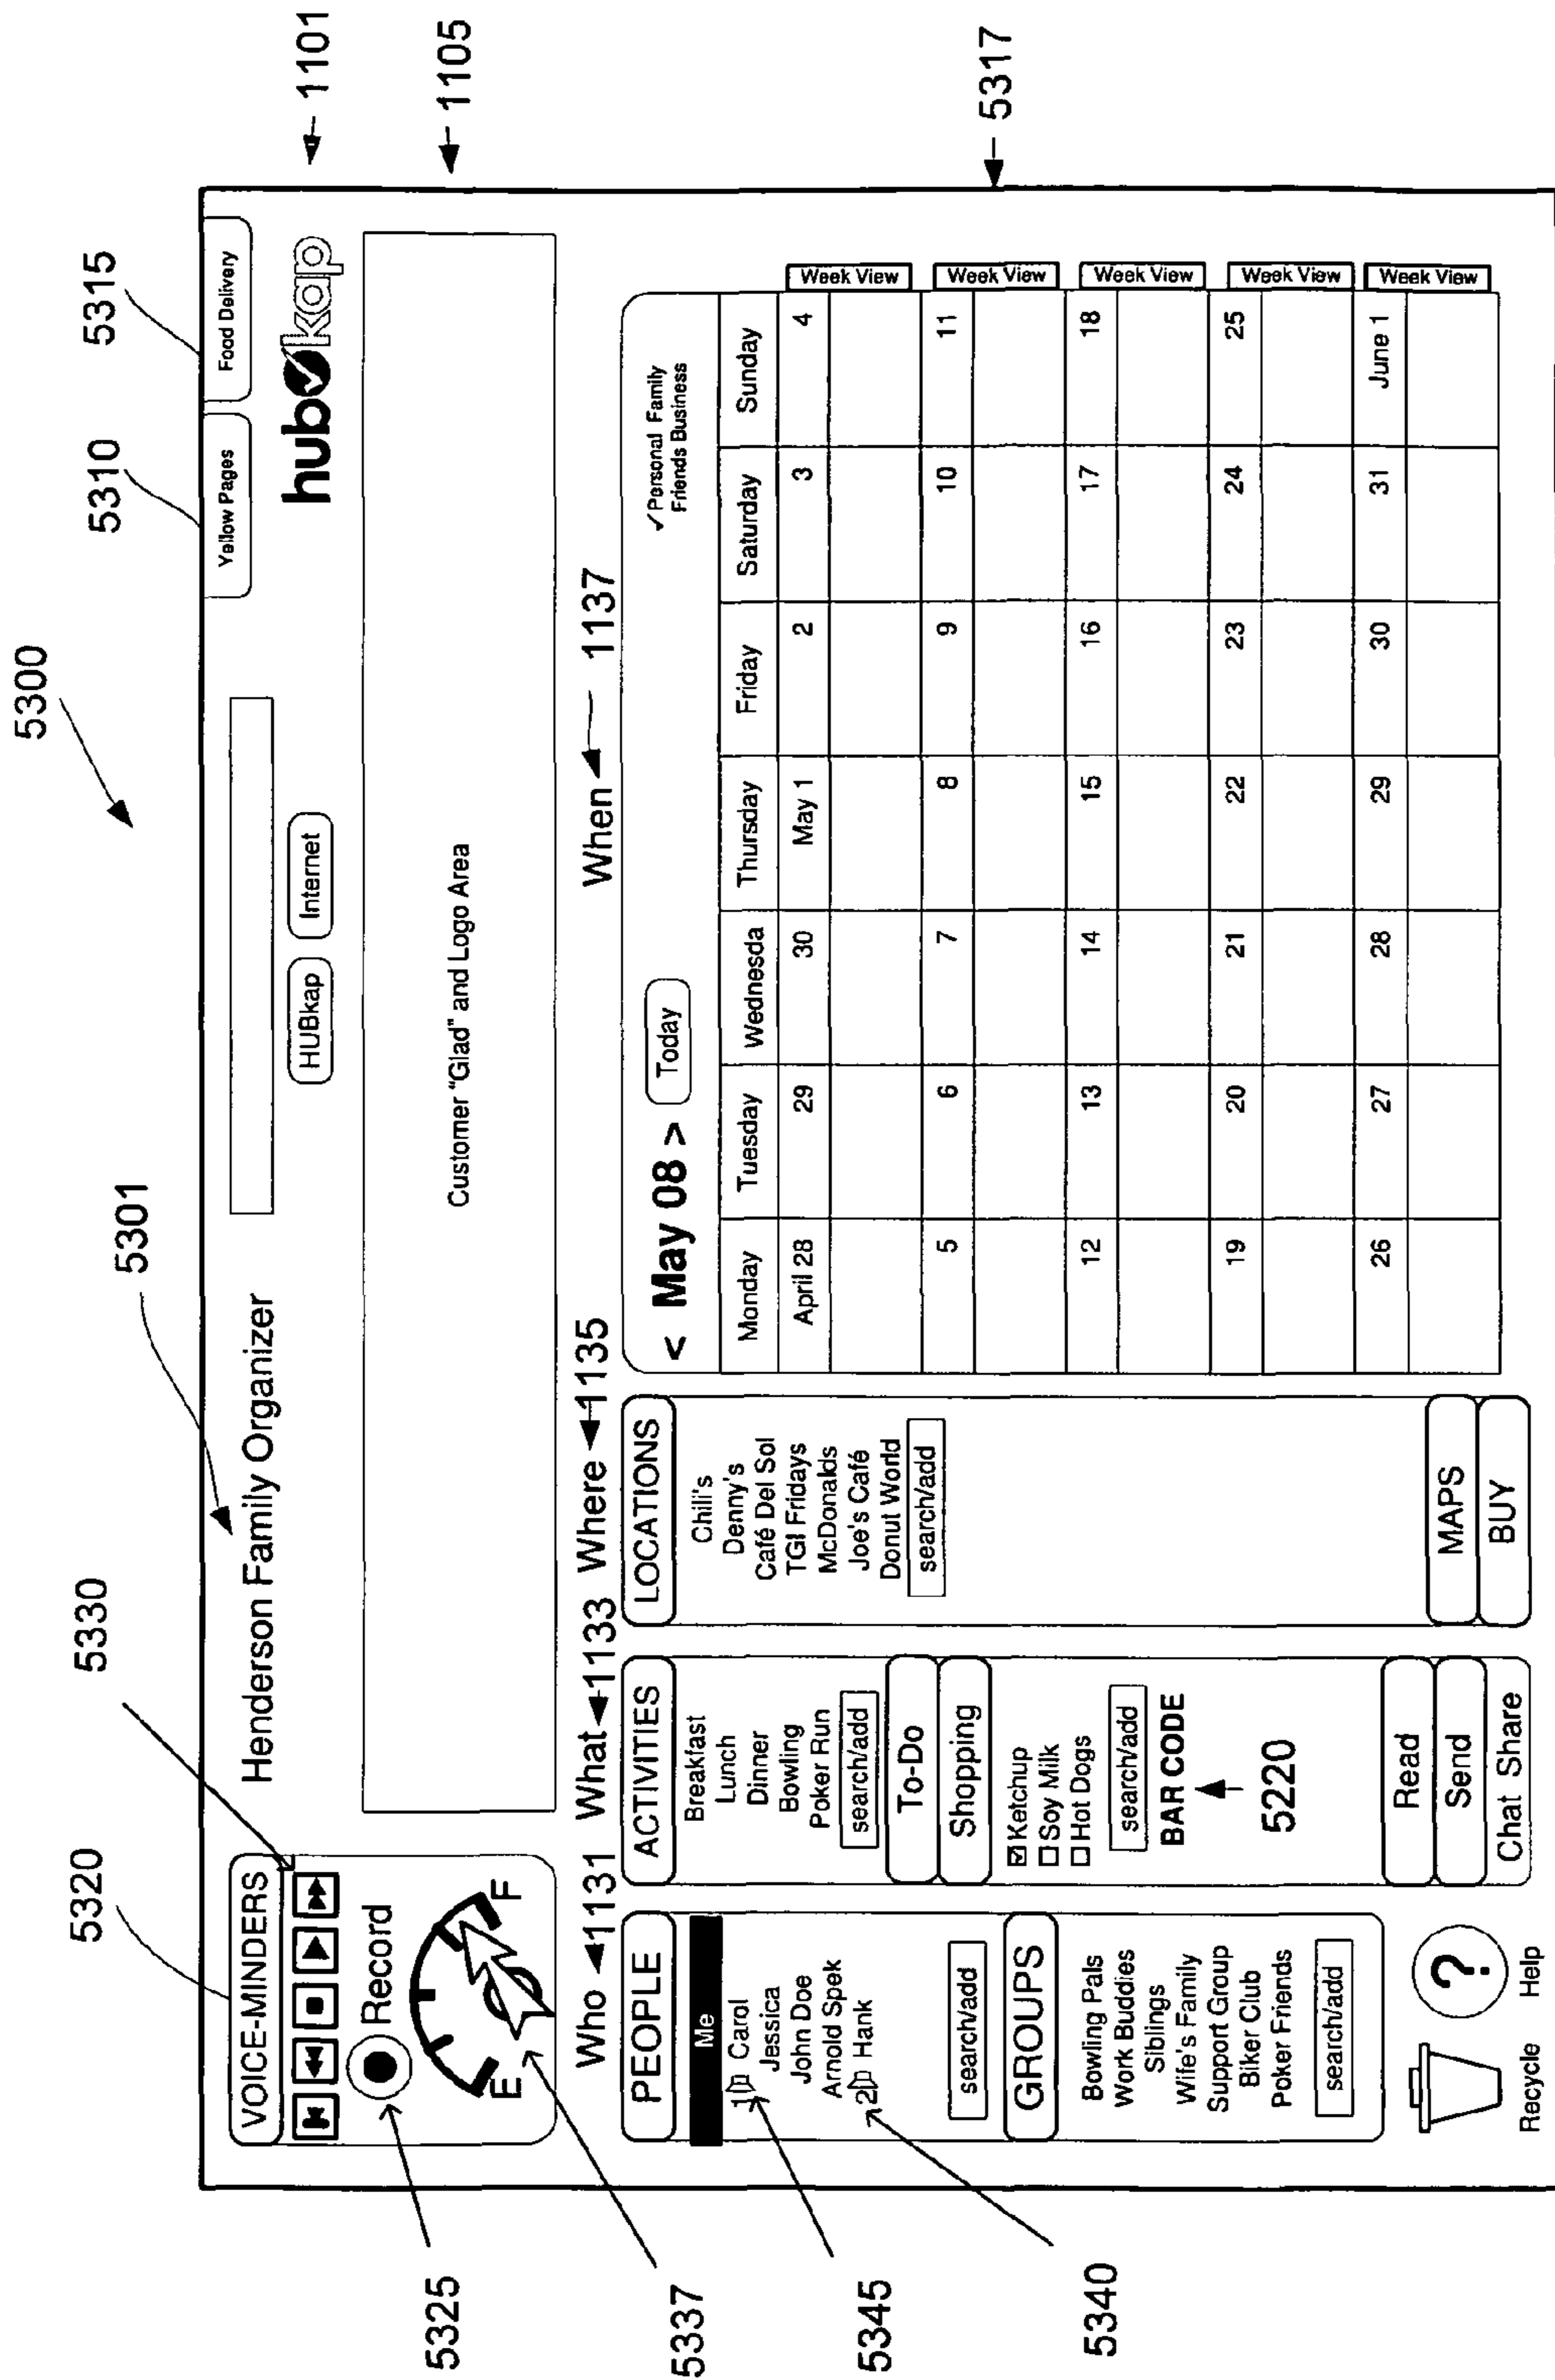 5300
5301
5310
5315
5320
5330
1101
1105
Yellow Pages
Food Delivery
VOICE-MINDERS
Record
E F
Henderson Family Organizer
HUBkap Internet
hubkap
Customer "Glad" and Logo Area
Who 1131 What 1133 Where 1135 When 1137
PEOPLE
Me
1 Carol
Jessica
John Doe
Arnold Spek
2 Hank
search/add
GROUPS
Bowling Pals
Work Buddies
Siblings
Wife's Family
Support Group
Biker Club
Poker Friends
search/add
Recycle Help
?
ACTIVITIES
Breakfast
Lunch
Dinner
Bowling
Poker Run
search/add
To-Do
Shopping
Ketchup
Soy Milk
Hot Dogs
search/add
BAR CODE
5220
Read
Send
Chat Share
LOCATIONS
Chili's
Denny's
Café Del Sol
TGI Fridays
McDonalds
Joe's Café
Donut World
search/add
MAPS
BUY
< May 08 > Today
✓Personal Family
Friends Business
Monday Tuesday Wednesda Thursday Friday Saturday Sunday
April 28 29 30 May 1 2 3 4 Week View
5 6 7 8 9 10 11 Week View
12 13 14 15 16 17 18 Week View
19 20 21 22 23 24 25 Week View
26 27 28 29 30 31 June 1 Week View
5317
5325
5337
5345
5340